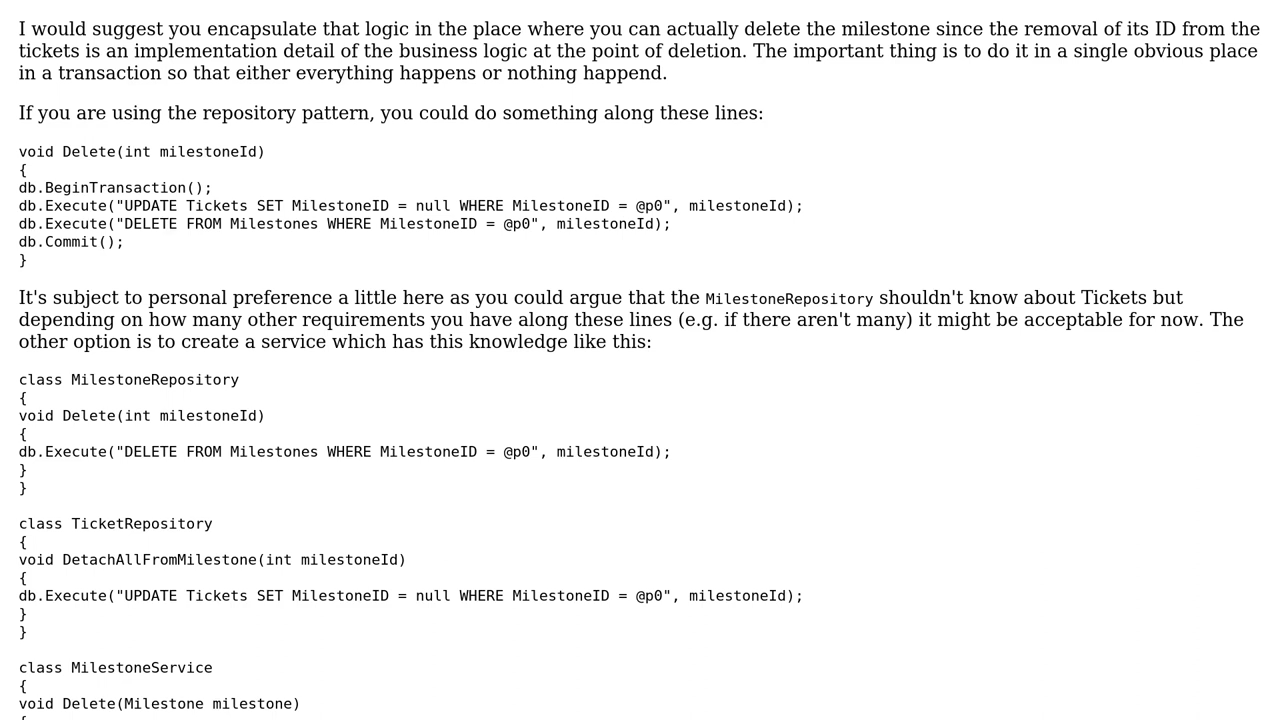 I would suggest you encapsulate that logic in the place where you can actually delete the milestone since the removal of its ID from the
tickets is an implementation detail of the business logic at the point of deletion. The important thing is to do it in a single obvious place
in a transaction so that either everything happens or nothing happend.
If you are using the repository pattern, you could do something along these lines:
void Delete(int milestoneId)
{
db.BeginTransaction();
db.Execute("UPDATE Tickets SET MilestoneID = null WHERE MilestoneID = @p0", milestoneId);
db.Execute("DELETE FROM Milestones WHERE MilestoneID = @p0", milestoneId);
db.Commit();
}
It's subject to personal preference a little here as you could argue that the MilestoneRepository shouldn't know about Tickets but
depending on how many other requirements you have along these lines (e.g. if there aren't many) it might be acceptable for now. The
other option is to create a service which has this knowledge like this:
class MilestoneRepository
{
void Delete(int milestoneId)
{
db.Execute("DELETE FROM Milestones WHERE MilestoneID = @p0", milestoneId);
}
}
class TicketRepository
{
void DetachAllFromMilestone(int milestoneId)
{
db.Execute("UPDATE Tickets SET MilestoneID = null WHERE MilestoneID = @p0", milestoneId);
}
}
class MilestoneService
{
void Delete(Milestone milestone)
{